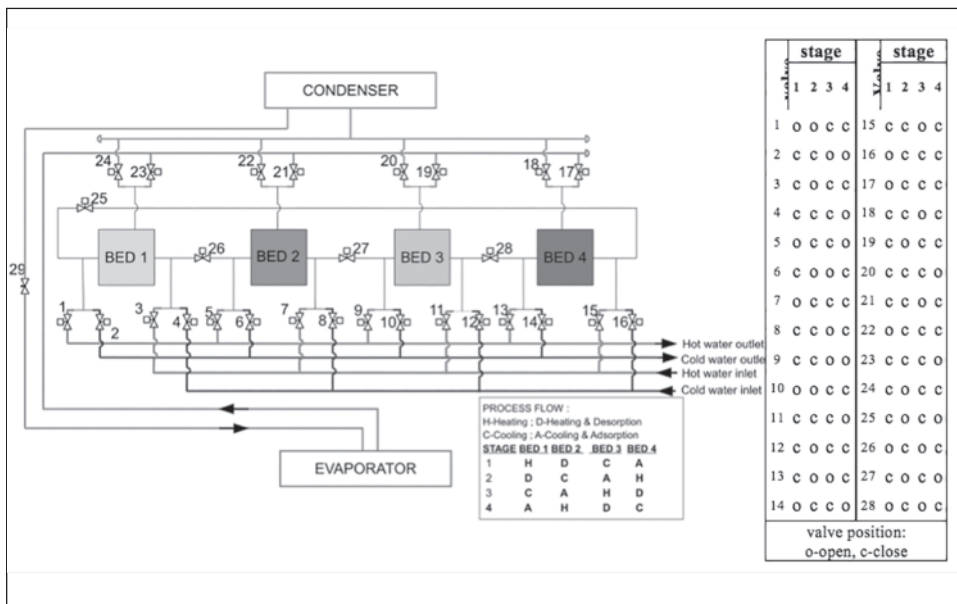 CONDENSER
24
23
22
21
20
19
18
17
25
BED 1
26
BED 2
27
BED 3
28
BED 4
29
1
2
3
4
5
6
7
8
9
10
11
12
13
14
15
16
Hot water outlet
Cold water outle
Hot water inlet
Cold water inlet
EVAPORATOR
PROCESS FLOW :
H-Heating ; D-Heating & Desorption
C-Cooling ; A-Cooling & Adsorption
STAGE BED 1 BED 2 BED 3 BED 4
1 H D C A
2 D C A H
3 C A H D
4 A H D C
stage stage
1 2 3 4 1 2 3 4
1 o o c c 15 c c o c
2 c c o o 16 o c c c
3 c o c c 17 o c c c
4 c c c o 18 c c o c
5 o c c o 19 c o c c
6 c o o c 20 c c c o
7 o c c c 21 c c o c
8 c c o c 22 o c c c
9 c c o o 23 c c c o
10 o o c c 24 c o c c
11 c c c o 25 c o c o
12 c o c c 26 o c o c
13 c o o c 27 c o c o
14 o c c o 28 o c o c
valve position:
o-open, c-close